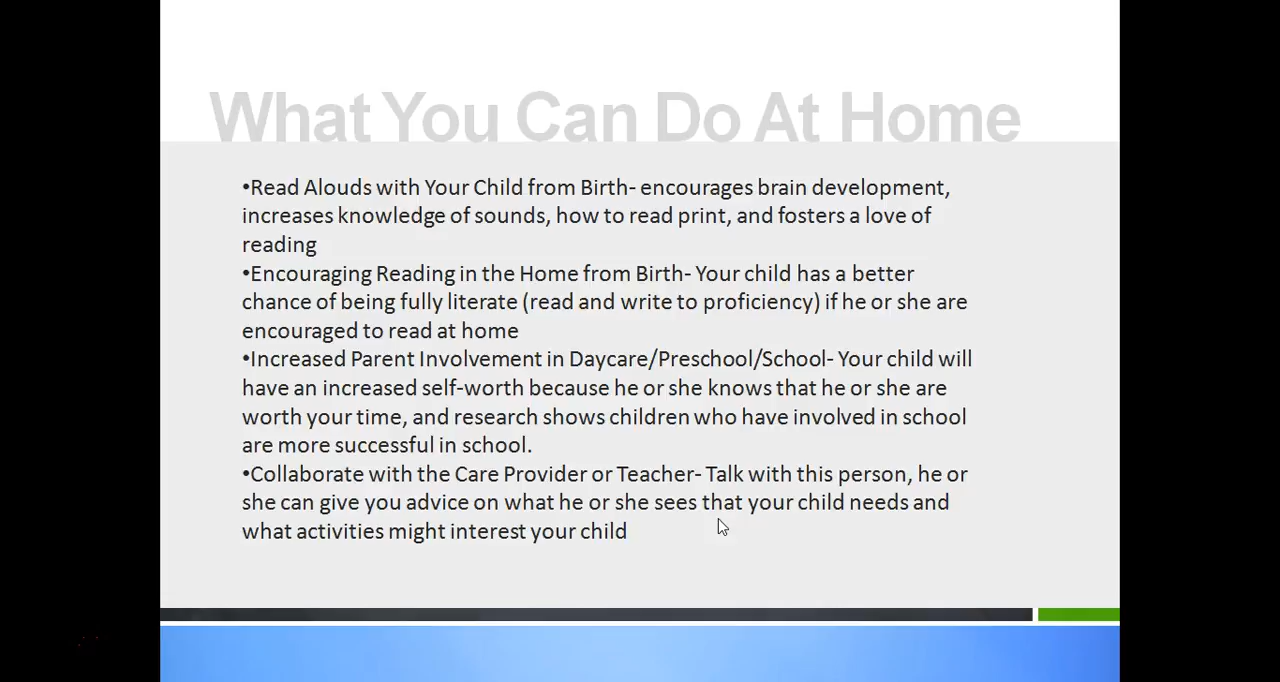 What You Can Do At Home
•Read Alouds with Your Child from Birth- encourages brain development,
increases knowledge of sounds, how to read print, and fosters a love of
reading
•Encouraging Reading in the Home from Birth- Your child has a better
chance of being fully literate (read and write to proficiency) if he or she are
encouraged to read at home
•Increased Parent Involvement in Daycare/Preschool/School- Your child will
have an increased self-worth because he or she knows that he or she are
worth your time, and research shows children who have involved in school
are more successful in school.
•Collaborate with the Care Provider or Teacher- Talk with this person, he or
she can give you advice on what he or she sees that your child needs and
what activities might interest your child